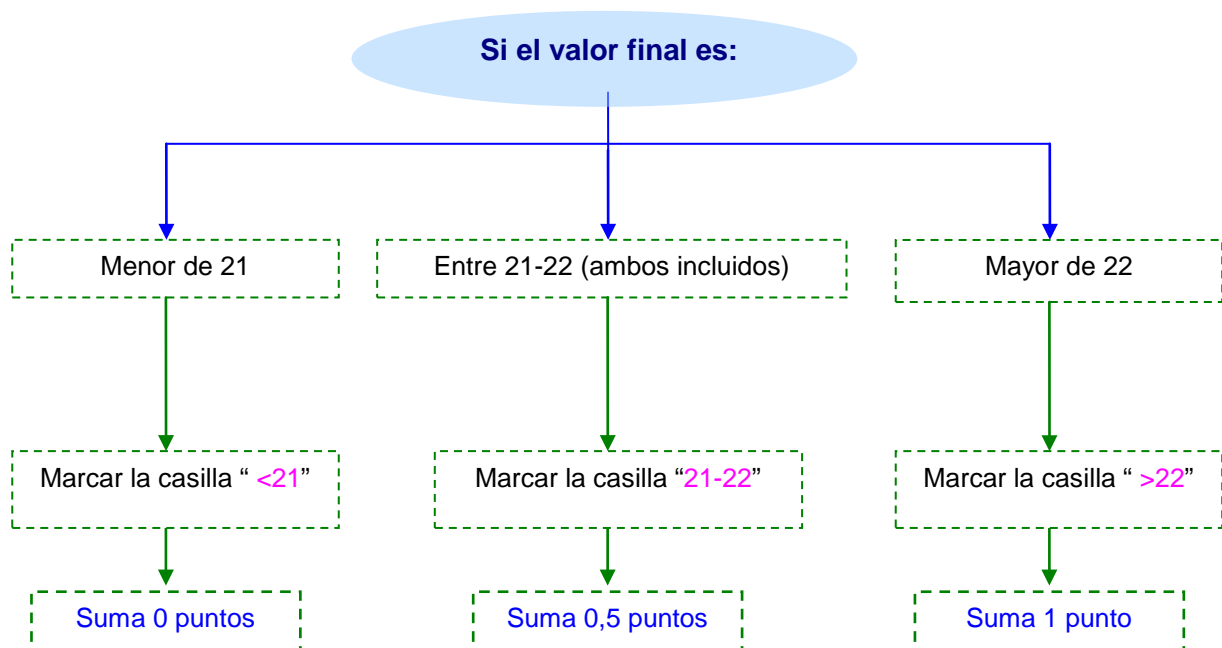 Si el valor final es:
Menor de 21
Entre 21-22 (ambos incluidos)
Mayor de 22
Marcar la casilla “ <21”
Marcar la casilla “21-22”
Marcar la casilla “ >22”
Suma 0 puntos
Suma 0,5 puntos
Suma 1 punto